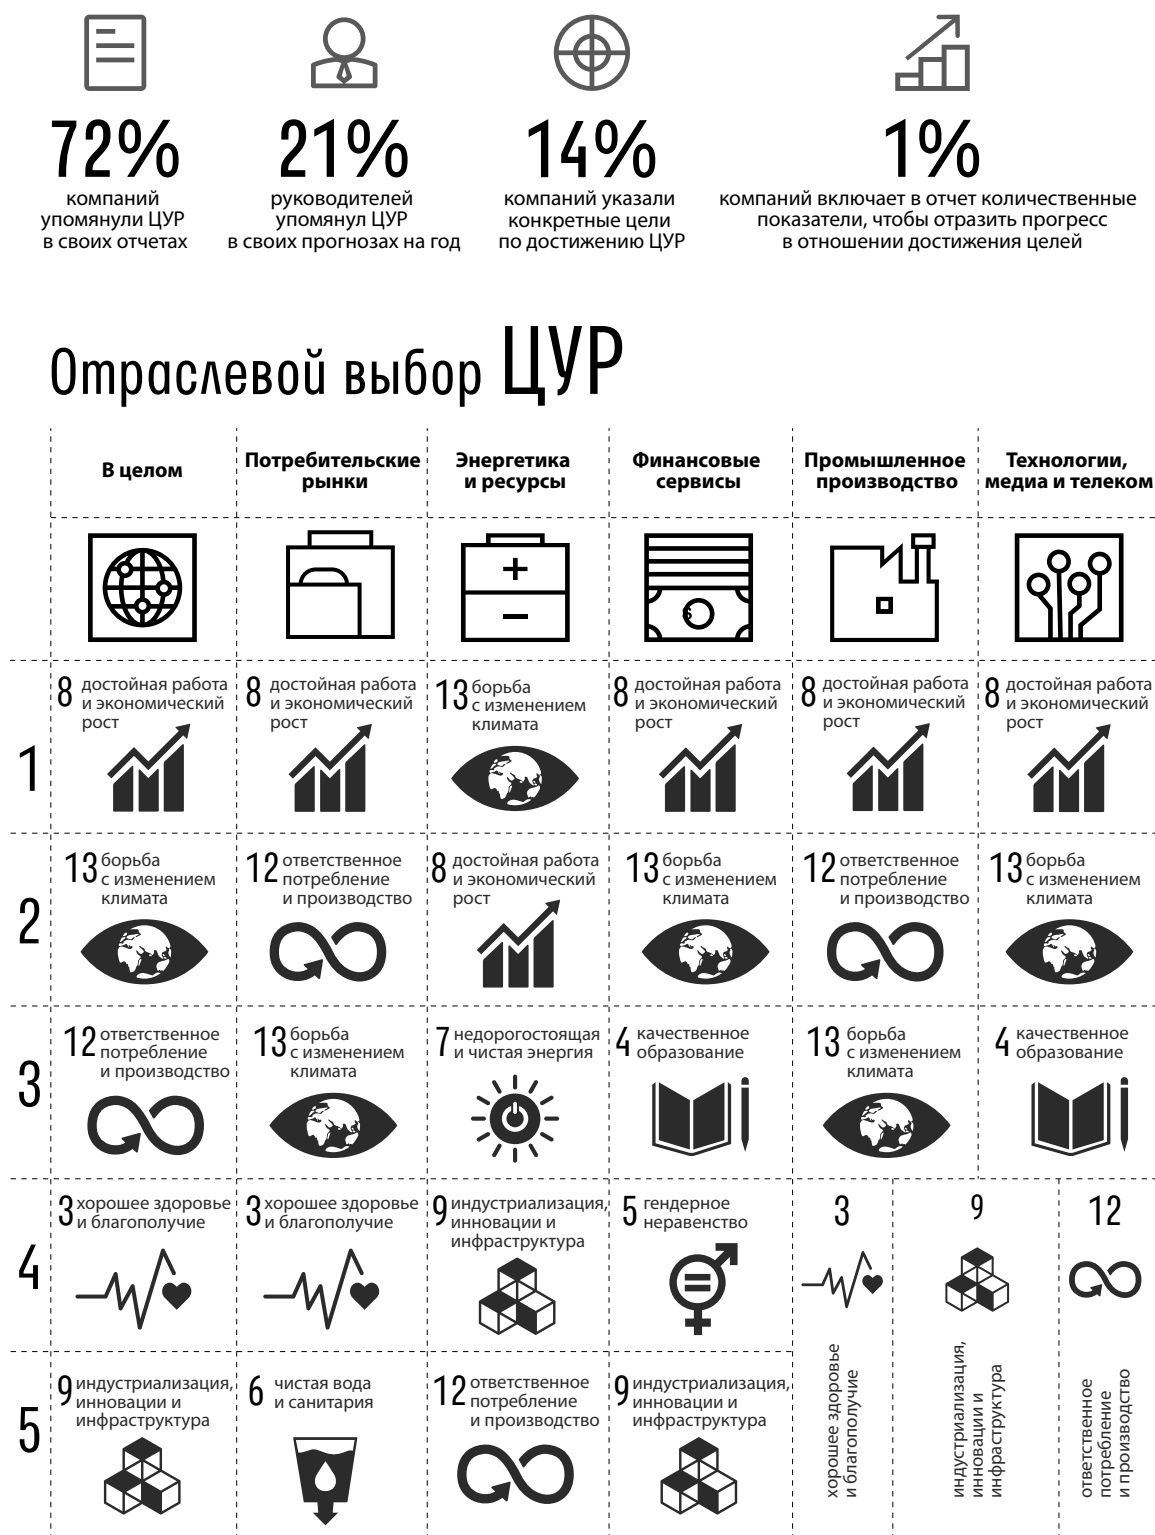 72%
компаний
упомянули ЦУР
в своих отчетах
21%
руководителей
упомянул ЦУР
в своих прогнозах на год
14%
компаний указали
конкретные цели
по достижению ЦУР
1%
компаний включает в отчет количественные
показатели, чтобы отразить прогресс
в отношении достижения целей
Отраслевой выбор ЦУР
В целом
Потребительские
рынки
Энергетика
и ресурсы
Финансовые
сервисы
Промышленное
производство
Технологии,
медиа и телеком
+
−
$
1
8 достойная работа
и экономический
рост
8 достойная работа
и экономический
рост
13 борьба
с изменением
климата
8 достойная работа
и экономический
рост
8 достойная работа
и экономический
рост
8 достойная работа
и экономический
рост
2
13 борьба
с изменением
климата
12 ответственное
потребление
и производство
8 достойная работа
и экономический
рост
13 борьба
с изменением
климата
12 ответственное
потребление
и производство
13 борьба
с изменением
климата
3
12 ответственное
потребление
и производство
13 борьба
с изменением
климата
7 недорогостоящая
и чистая энергия
4 качественное
образование
13 борьба
с изменением
климата
4 качественное
образование
4
3 хорошее здоровье
и благополучие
3 хорошее здоровье
и благополучие
9 индустриализация,
инновации и
инфраструктура
5 гендерное
неравенство
3
хорошее здоровье
и благополучие
9
индустриализация,
инновации и
инфраструктура
12
ответственное
потребление
и производство
5
9 индустриализация,
инновации и
инфраструктура
6 чистая вода
и санитария
12 ответственное
потребление
и производство
9 индустриализация,
инновации и
инфраструктура